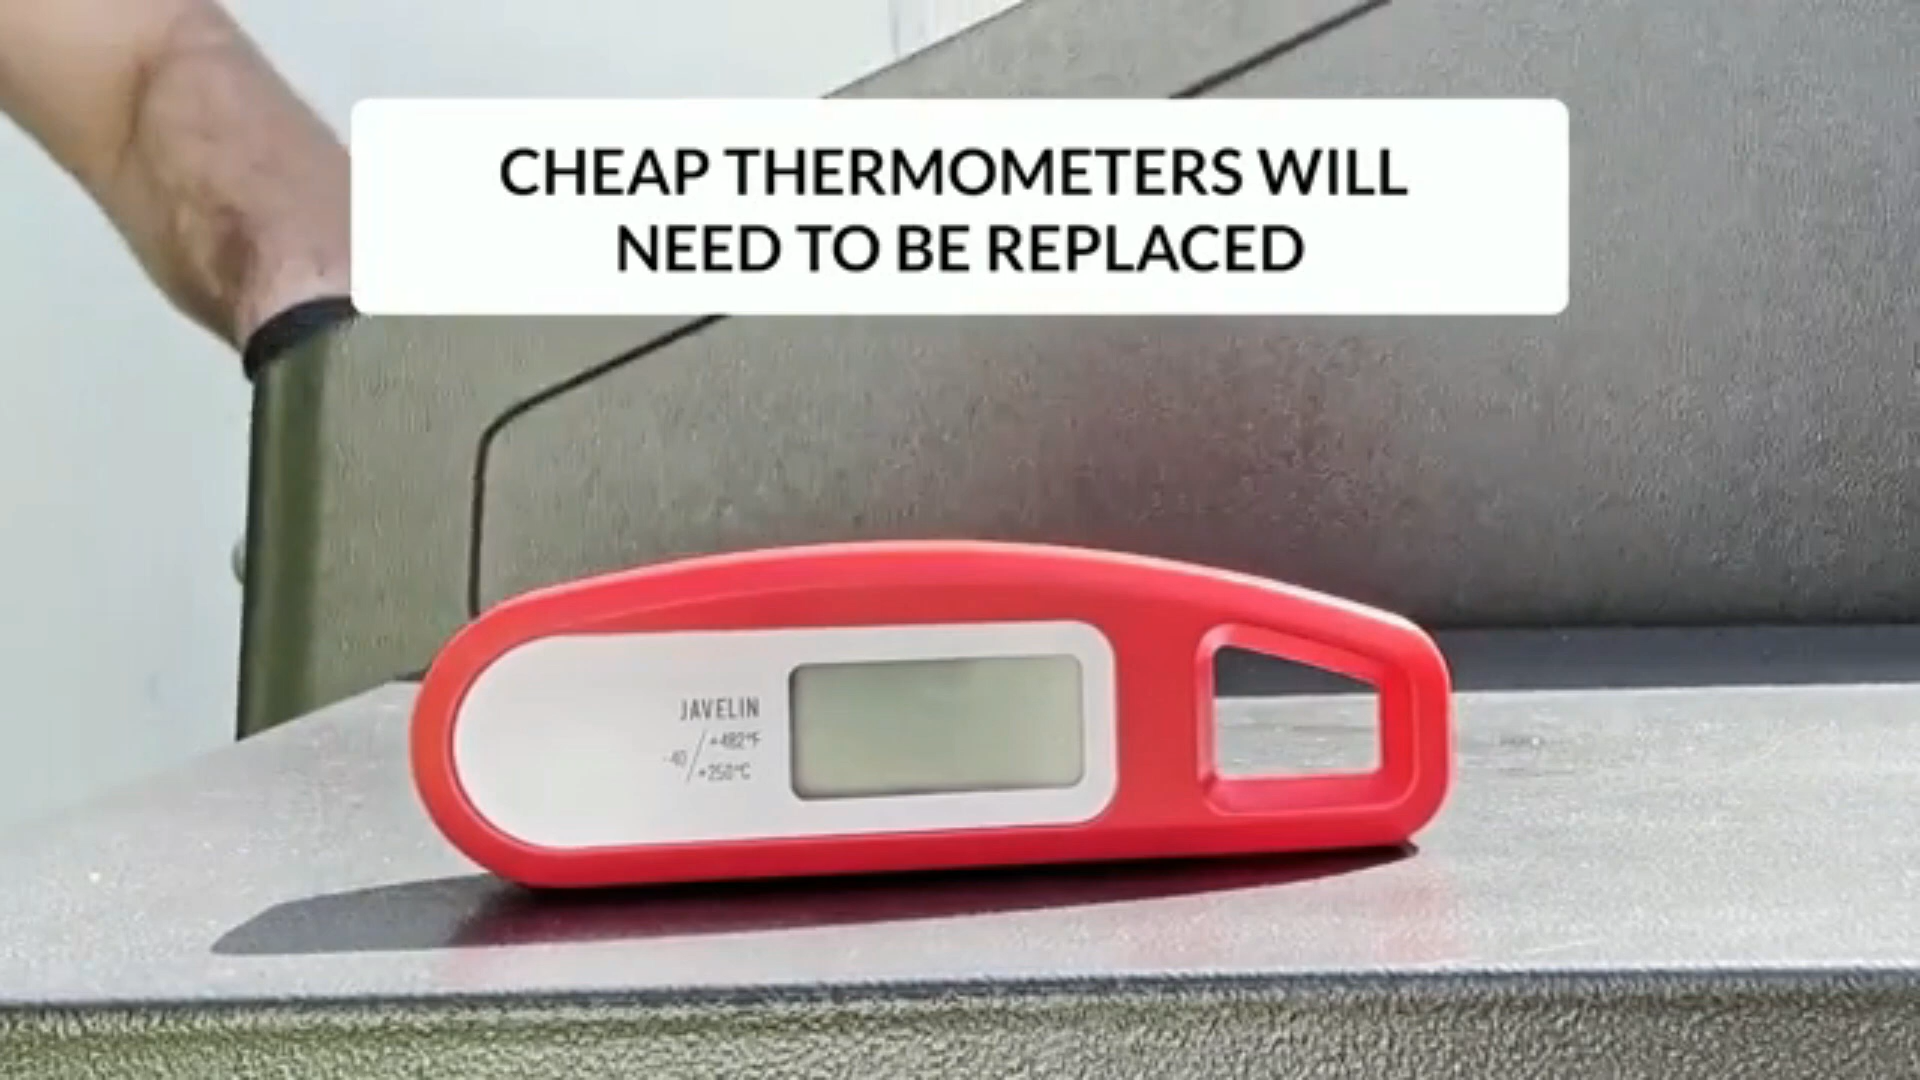 CHEAP THERMOMETERS WILL
NEED TO BE REPLACED
JAVELIN
-40/+482°F
+250°C